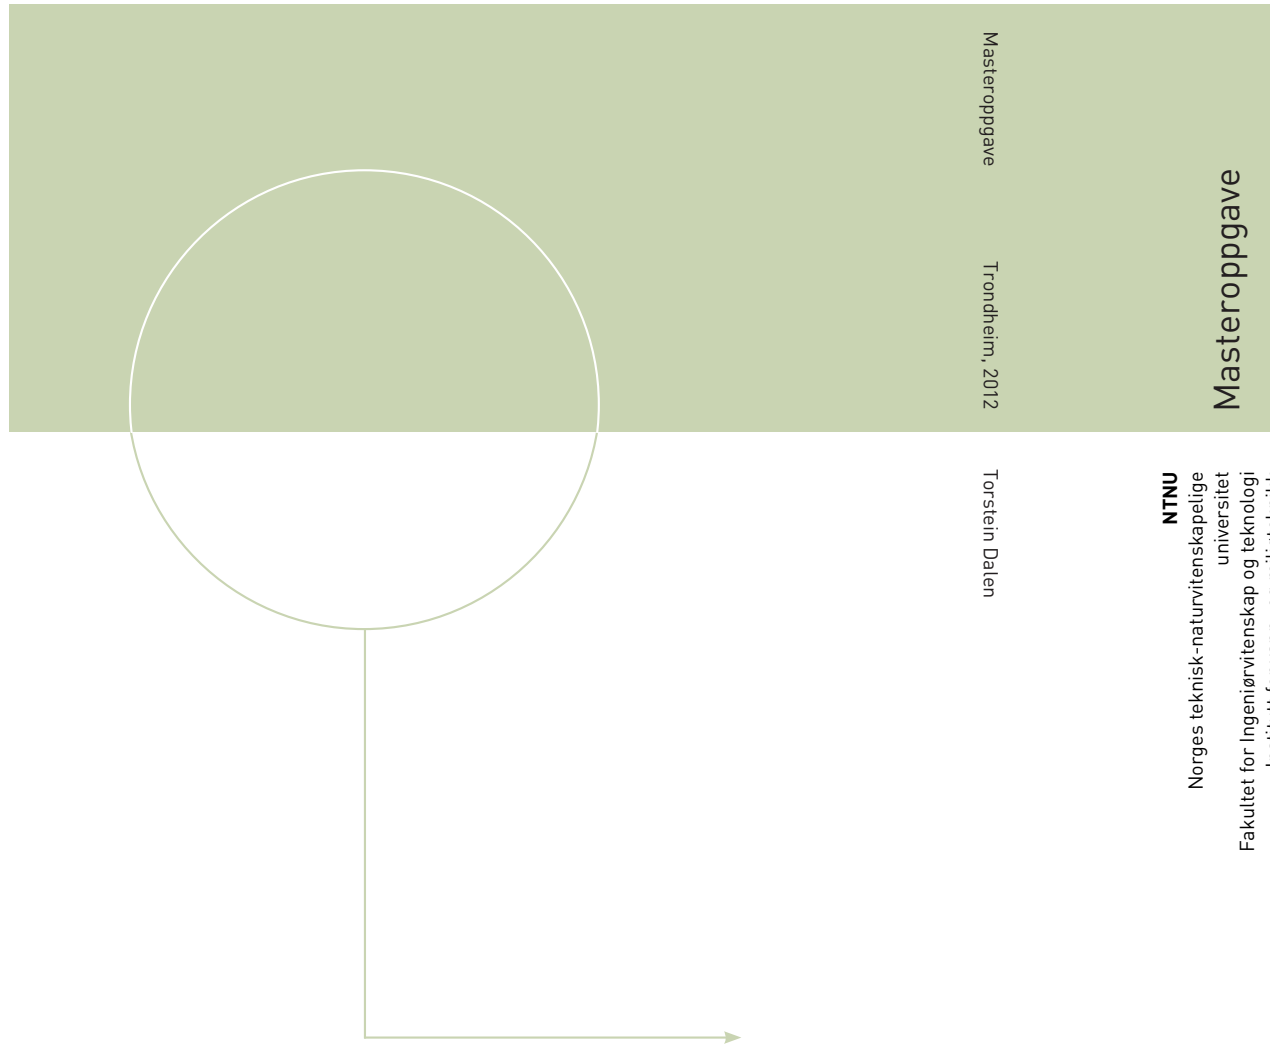 Masteroppgave
Trondheim, 2012
Torstein Dalen
Masteroppgave
NTNU
Norges teknisk-naturvitenskapelige
universitet
Fakultet for Ingeniørvitenskap og teknologi